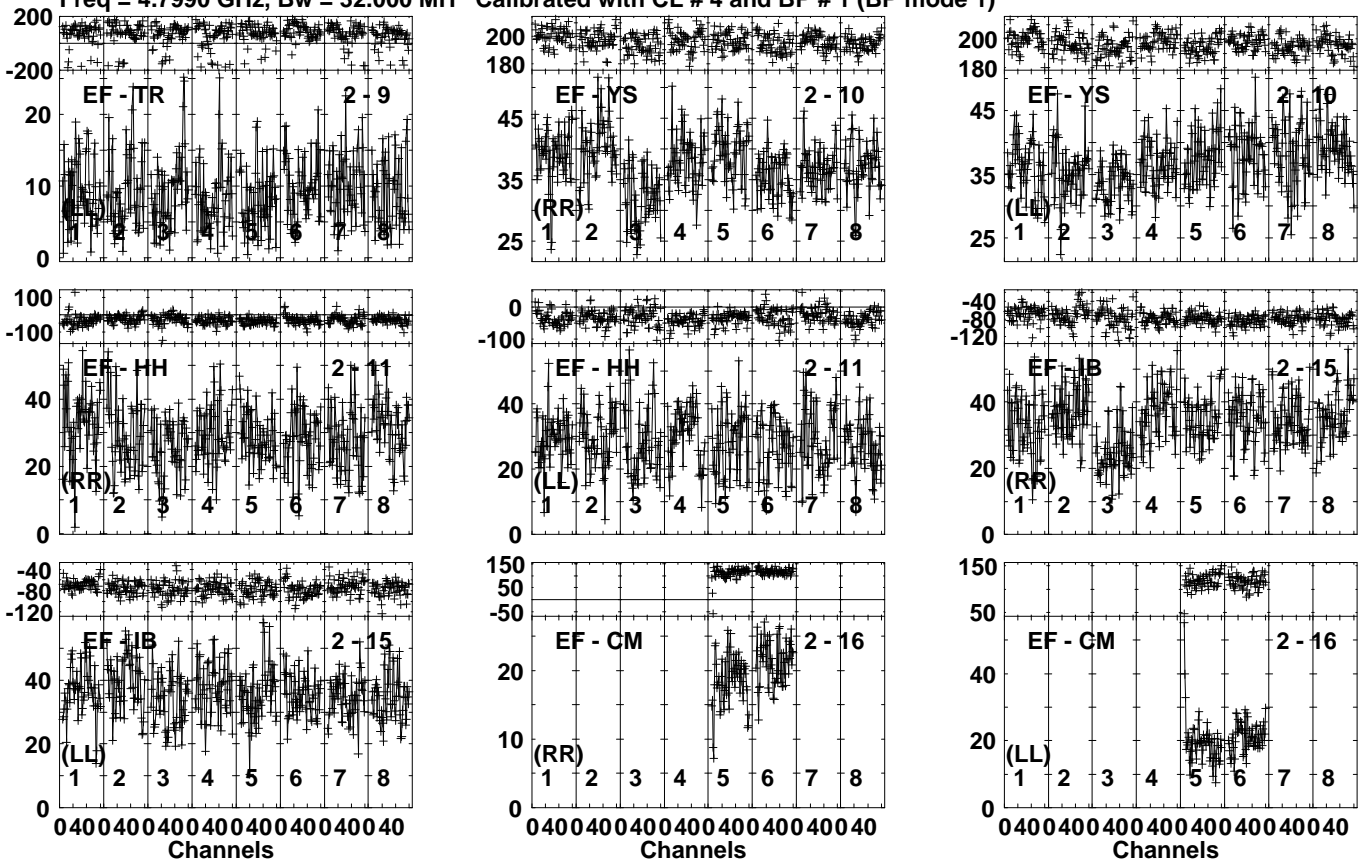 Freq = 4.7990 GHz, Bw = 32.000 MH Calibrated with CL # 4 and BP # 1 (BP mode 1)
200
-200
EF - TR 2 - 9
20
10
0
(LL)
1 2 3 4 5 6 7 8
200
180
EF - YS 2 - 10
45
35
25
(RR)
1 2 3 4 5 6 7 8
200
180
EF - YS 2 - 10
45
35
25
(LL)
1 2 3 4 5 6 7 8
100
-100
EF - HH 2 - 11
40
20
0
(RR)
1 2 3 4 5 6 7 8
0
-100
EF - HH 2 - 11
40
20
0
(LL)
1 2 3 4 5 6 7 8
-40
-80
-120
EF - IB 2 - 15
40
20
0
(RR)
1 2 3 4 5 6 7 8
-40
-80
-120
EF - IB 2 - 15
40
20
0
(LL)
1 2 3 4 5 6 7 8
0 40 0 40 0 40 0 40 0 40 0 40 0 40 0 40
Channels
150
50
-50
EF - CM 2 - 16
20
10
0
(RR)
1 2 3 4 5 6 7 8
0 40 0 40 0 40 0 40 0 40 0 40 0 40 0 40
Channels
150
50
EF - CM 2 - 16
40
20
0
(LL)
1 2 3 4 5 6 7 8
0 40 0 40 0 40 0 40 0 40 0 40 0 40 0 40
Channels